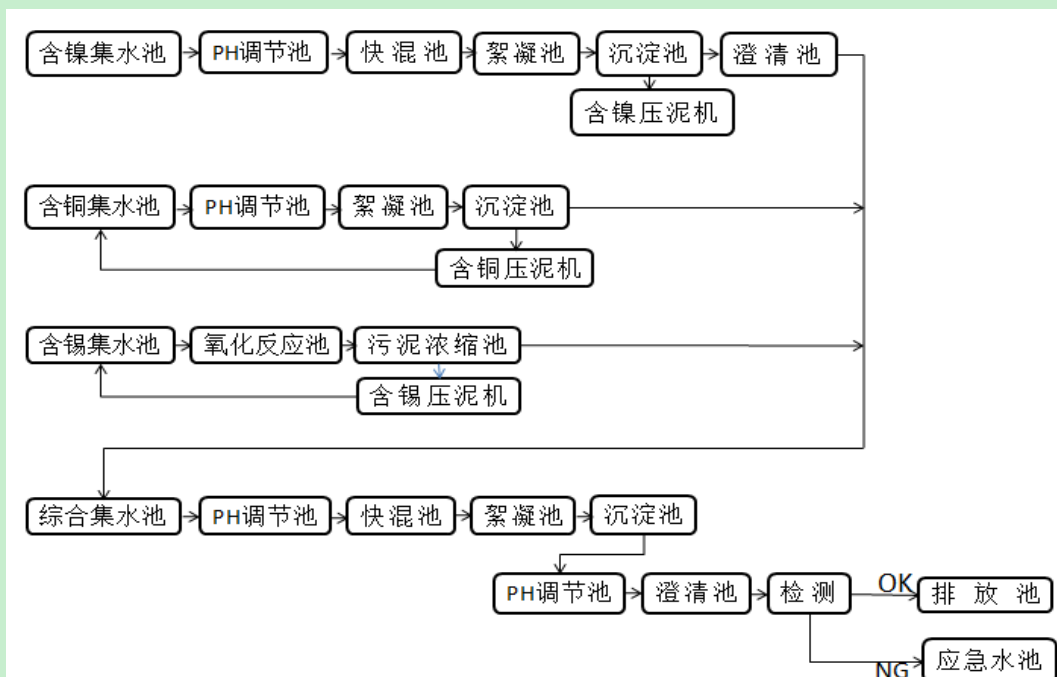 含镍集水池
PH调节池
快混池
絮凝池
沉淀池
澄清池
含镍压泥机
含铜集水池
PH调节池
絮凝池
沉淀池
含铜压泥机
含锡集水池
氧化反应池
污泥浓缩池
含锡压泥机
综合集水池
PH调节池
快混池
絮凝池
沉淀池
PH调节池
澄清池
检测
OK
排放池
NG
应急水池